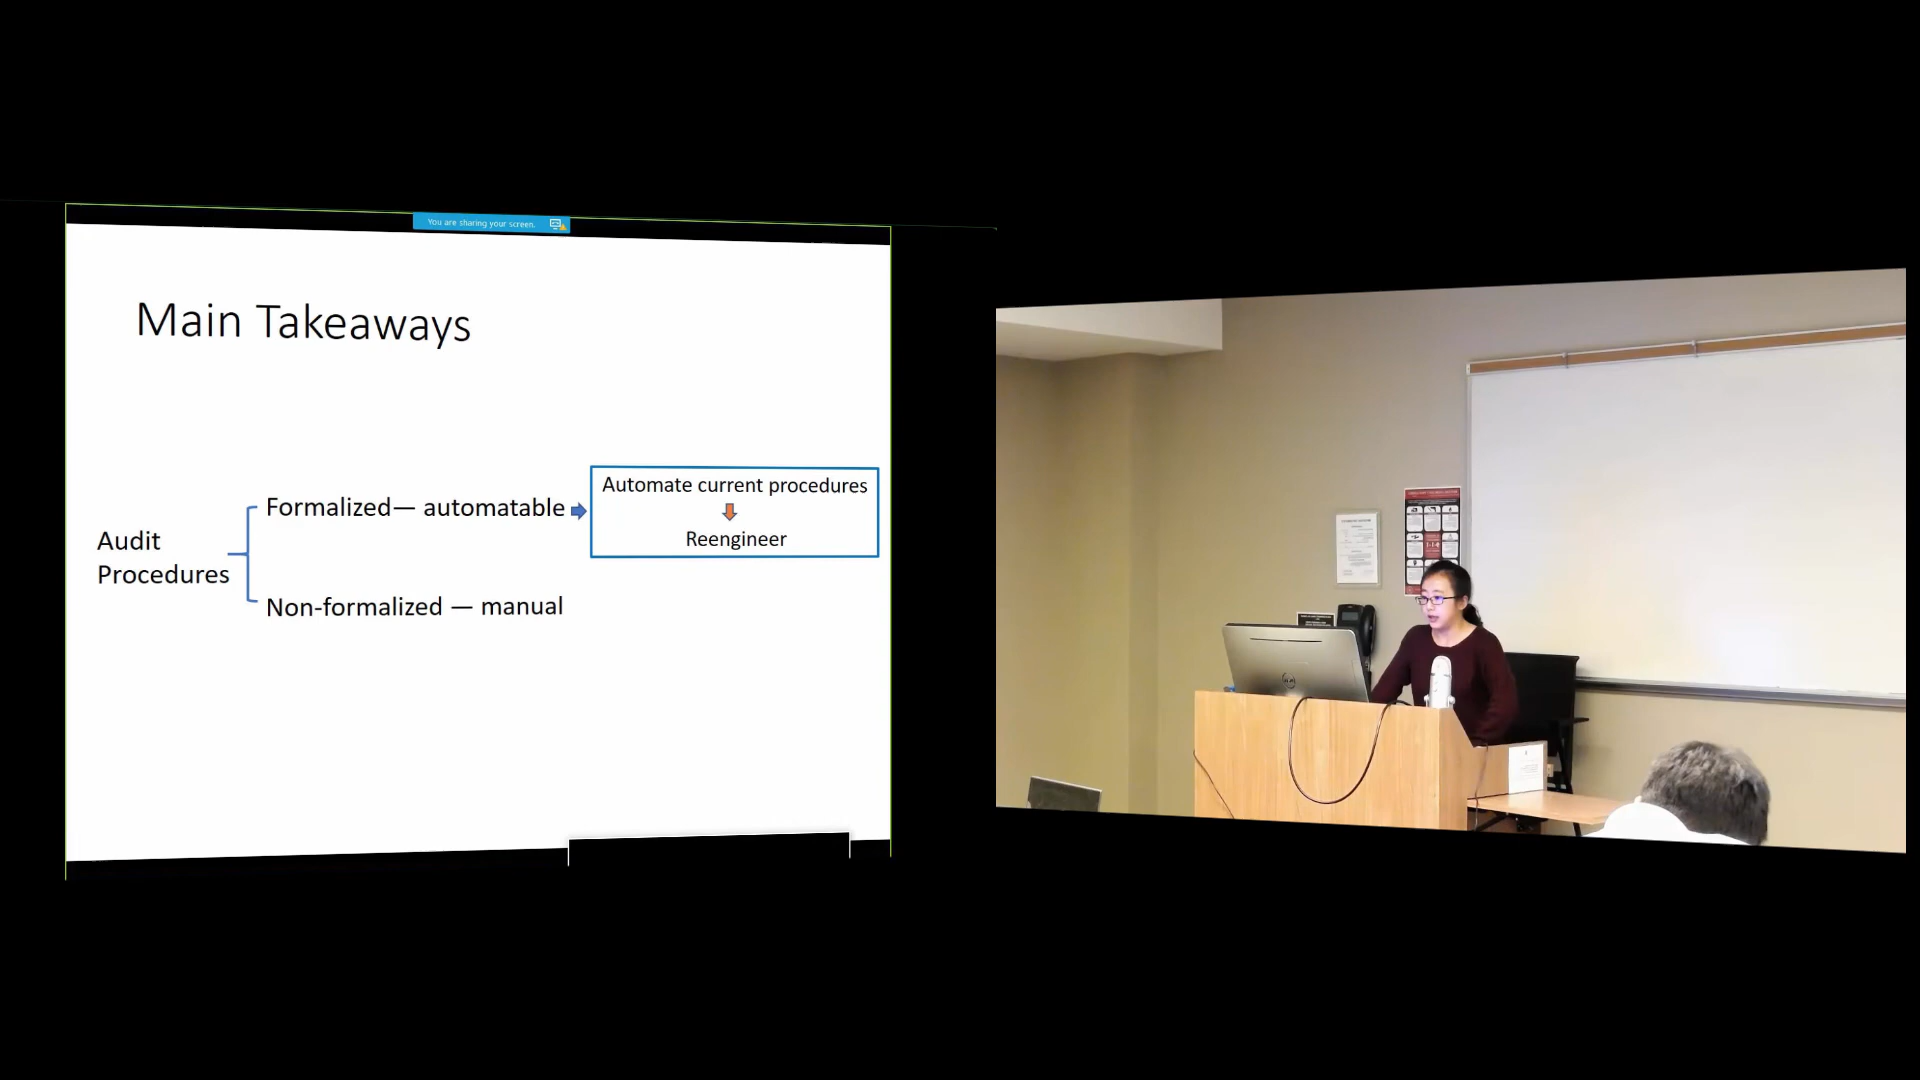 You are sharing your screen.
Main Takeaways
Audit
Procedures
Formalized— automatable
Non-formalized — manual
Automate current procedures
Reengineer